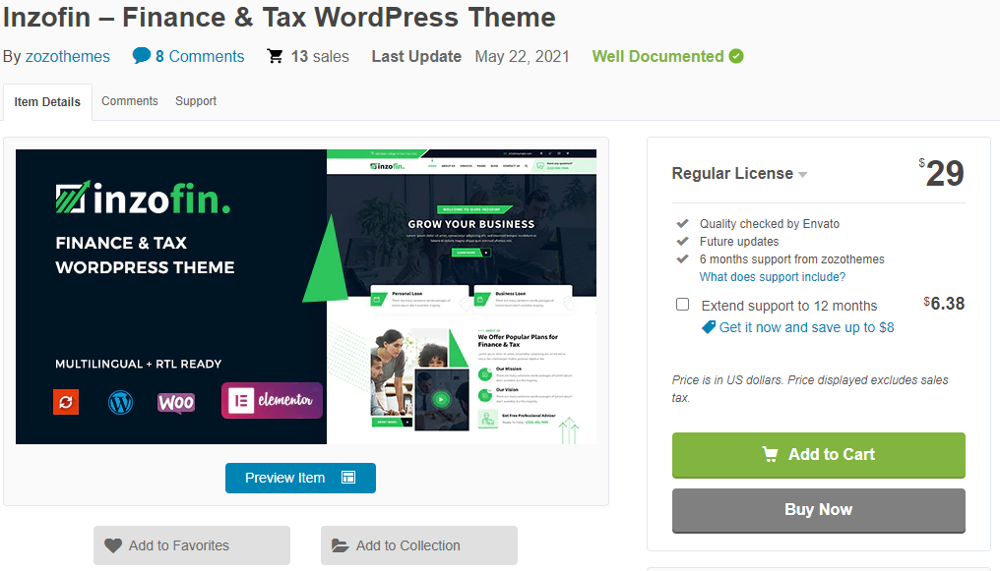 Inzofin – Finance & Tax WordPress Theme
By zozothemes 8 Comments 13 sales Last Update May 22, 2021 Well Documented
Item Details Comments Support
inzofin.
FINANCE & TAX
WORDPRESS THEME
MULTILINGUAL + RTL READY
WOO
elementor
inzofin.
WELCOME TO OURS INZOFIN!
GROW YOUR BUSINESS
Personal Loan
Business Loan
We Offer Popular Plans for
Finance & Tax
Our Mission
Our Vision
Get Free Professional Advice
Preview Item
Add to Favorites
Add to Collection
Regular License
$29
Quality checked by Envato
Future updates
6 months support from zozothemes
What does support include?
Extend support to 12 months $6.38
Get it now and save up to $8
Price is in US dollars. Price displayed excludes sales
tax.
Add to Cart
Buy Now